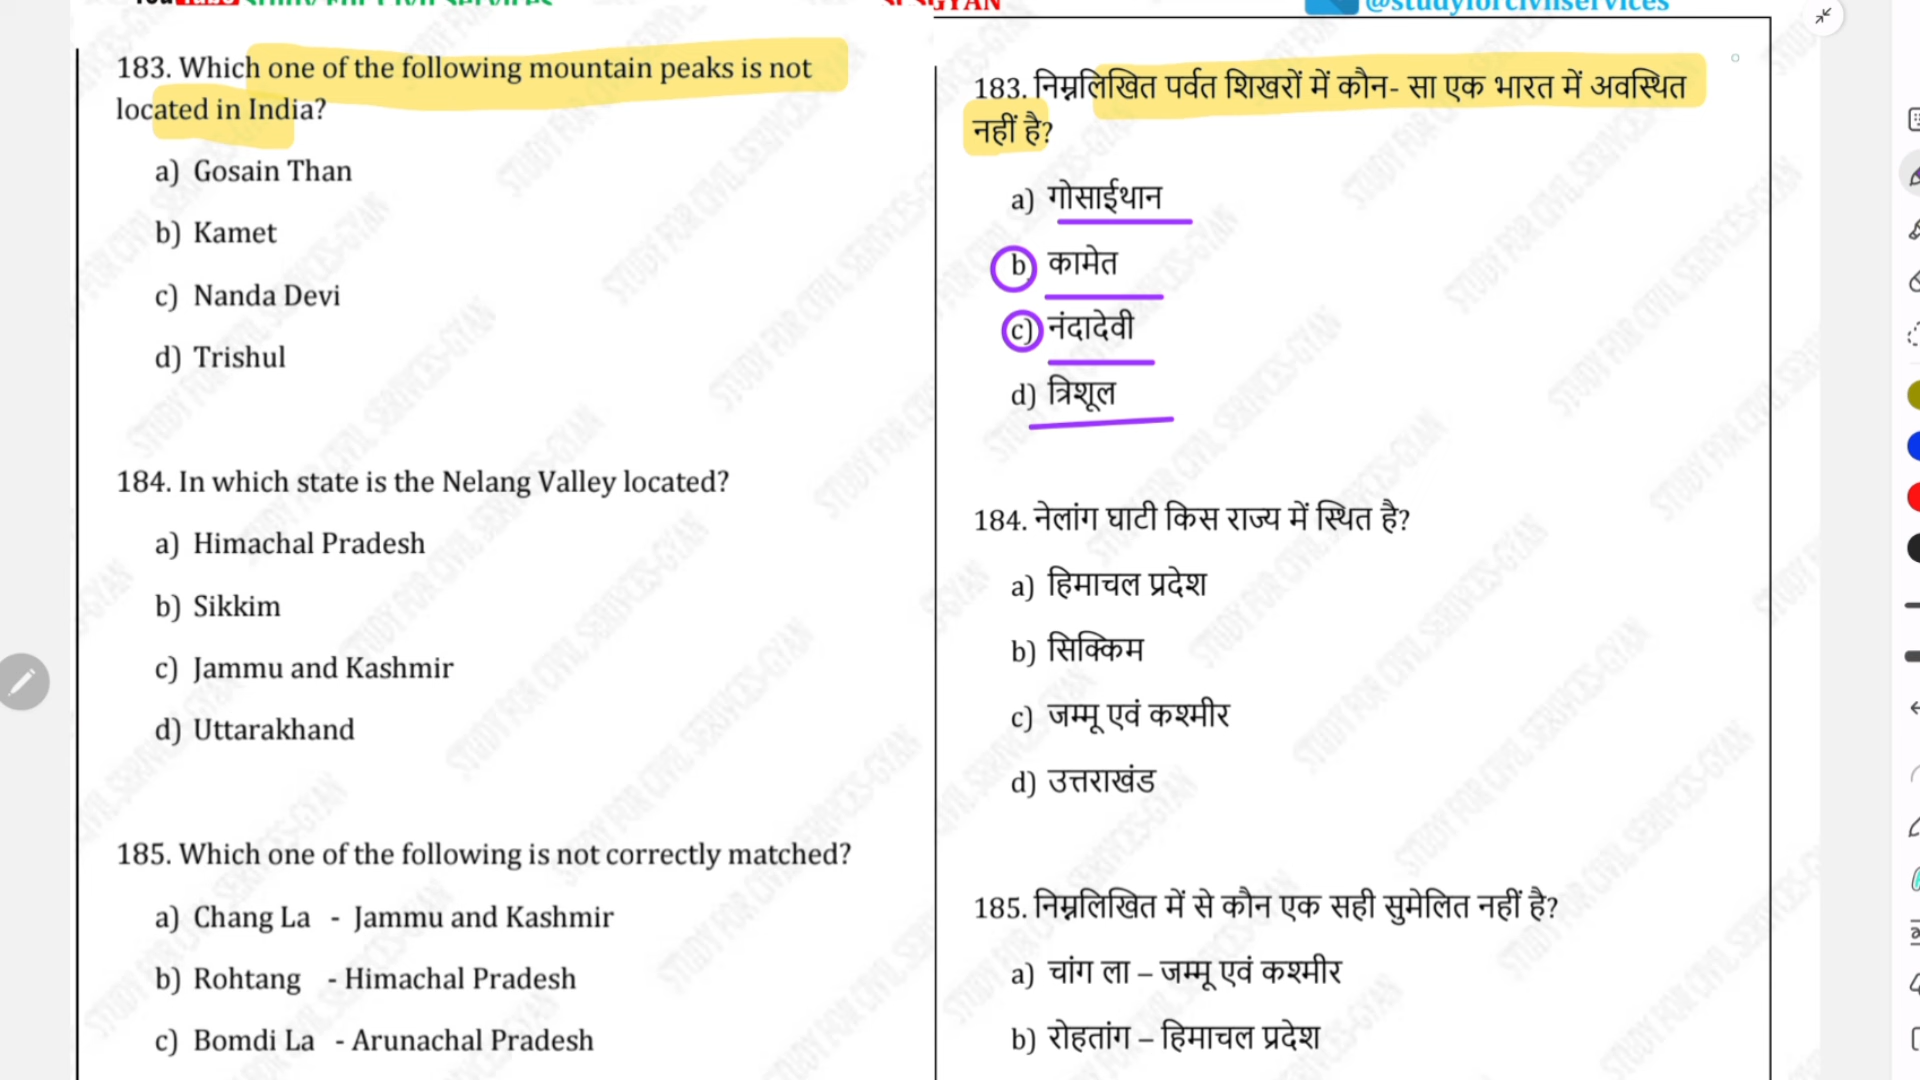 @studyforcivilservices
183. Which one of the following mountain peaks is not
located in India?
a) Gosain Than
b) Kamet
c) Nanda Devi
d) Trishul
184. In which state is the Nelang Valley located?
a) Himachal Pradesh
b) Sikkim
c) Jammu and Kashmir
d) Uttarakhand
185. Which one of the following is not correctly matched?
a) Chang La - Jammu and Kashmir
b) Rohtang - Himachal Pradesh
c) Bomdi La - Arunachal Pradesh
183. निम्नलिखित पर्वत शिखरों में कौन- सा एक भारत में अवस्थित
नहीं है?
a) गोसाईथान
b) कामेत
c) नंदादेवी
d) त्रिशूल
184. नेलांग घाटी किस राज्य में स्थित है?
a) हिमाचल प्रदेश
b) सिक्किम
c) जम्मू एवं कश्मीर
d) उत्तराखंड
185. निम्नलिखित में से कौन एक सही सुमेलित नहीं है?
a) चांग ला – जम्मू एवं कश्मीर
b) रोहतांग – हिमाचल प्रदेश